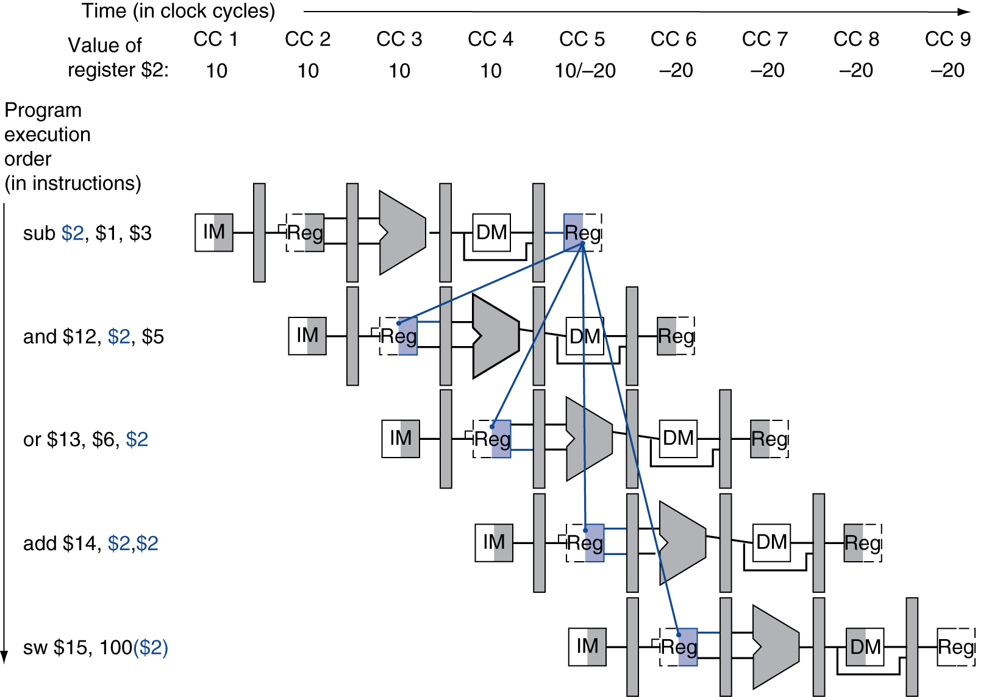 Time (in clock cycles)
CC 1 CC 2 CC 3 CC 4 CC 5 CC 6 CC 7 CC 8 CC 9
Value of
register $2:
10 10 10 10 10/–20 –20 –20 –20 –20
Program
execution
order
(in instructions)
sub $2, $1, $3
IM Reg DM Reg
and $12, $2, $5
IM Reg DM Reg
or $13, $6, $2
IM Reg DM Reg
add $14, $2,$2
IM Reg DM Reg
sw $15, 100($2)
IM Reg DM Reg